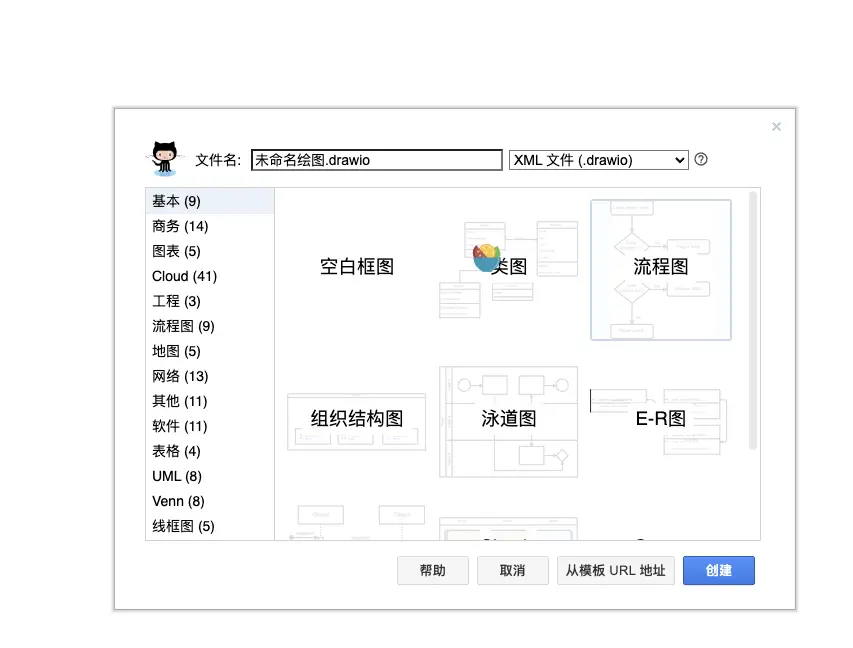 文件名: 未命名绘图.drawio XML 文件 (.drawio)
基本 (9)
商务 (14)
图表 (5)
Cloud (41)
工程 (3)
流程图 (9)
地图 (5)
网络 (13)
其他 (11)
软件 (11)
表格 (4)
UML (8)
Venn (8)
线框图 (5)
空白框图 类图 流程图
组织结构图 泳道图 E-R图
帮助 取消 从模板 URL 地址 创建